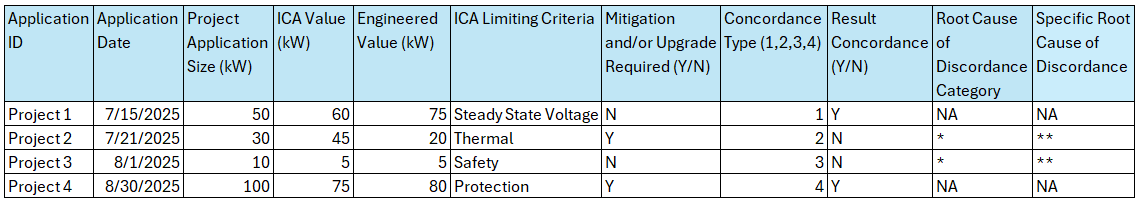 Application ID | Application Date | Project Application Size (kW) | ICA Value (kW) | Engineered Value (kW) | ICA Limiting Criteria | Mitigation and/or Upgrade Required (Y/N) | Concordance Type (1,2,3,4) | Result Concordance (Y/N) | Root Cause of Discordance Category | Specific Root Cause of Discordance
Project 1 | 7/15/2025 | 50 | 60 | 75 | Steady State Voltage | N | 1 | Y | NA | NA
Project 2 | 7/21/2025 | 30 | 45 | 20 | Thermal | Y | 2 | N | * | **
Project 3 | 8/1/2025 | 10 | 5 | 5 | Safety | N | 3 | N | * | **
Project 4 | 8/30/2025 | 100 | 75 | 80 | Protection | Y | 4 | Y | NA | NA